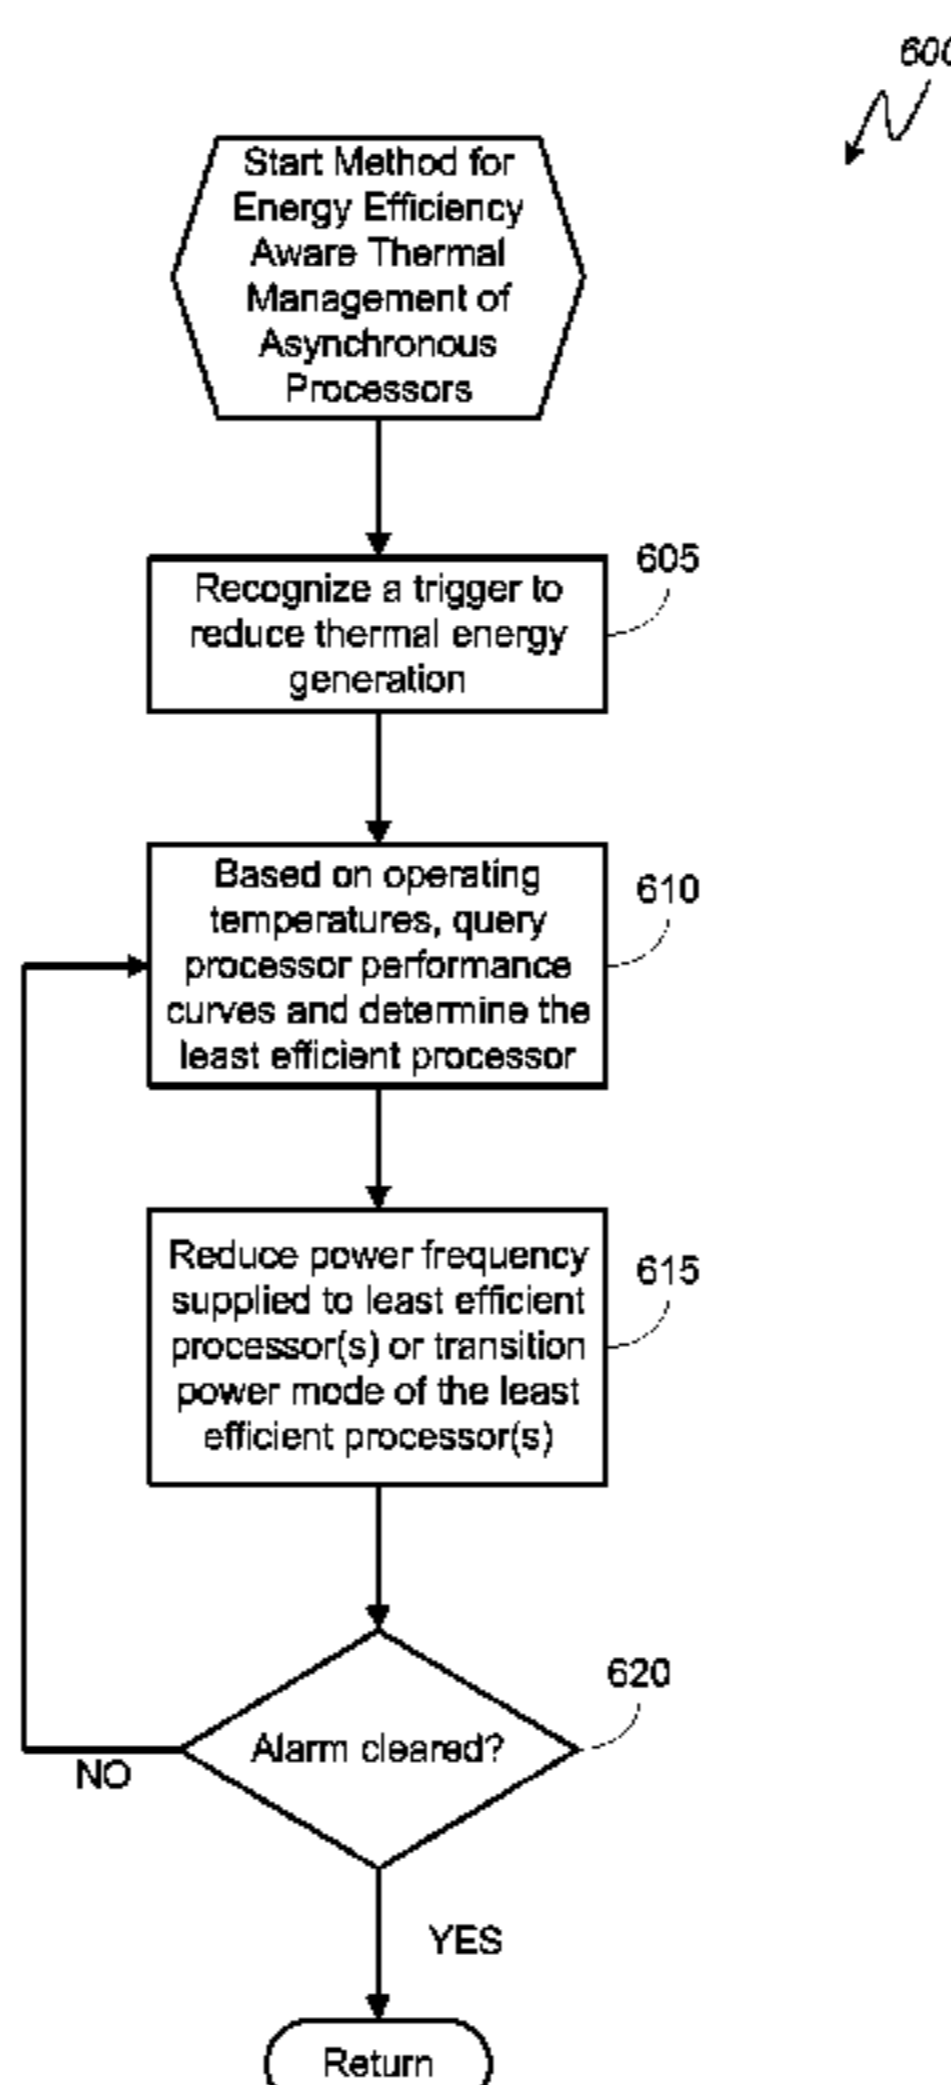 600
Start Method for
Energy Efficiency
Aware Thermal
Management of
Asynchronous
Processors
605
Recognize a trigger to
reduce thermal energy
generation
610
Based on operating
temperatures, query
processor performance
curves and determine the
least efficient processor
615
Reduce power frequency
supplied to least efficient
processor(s) or transition
power mode of the least
efficient processor(s)
620
Alarm cleared?
NO
YES
Return